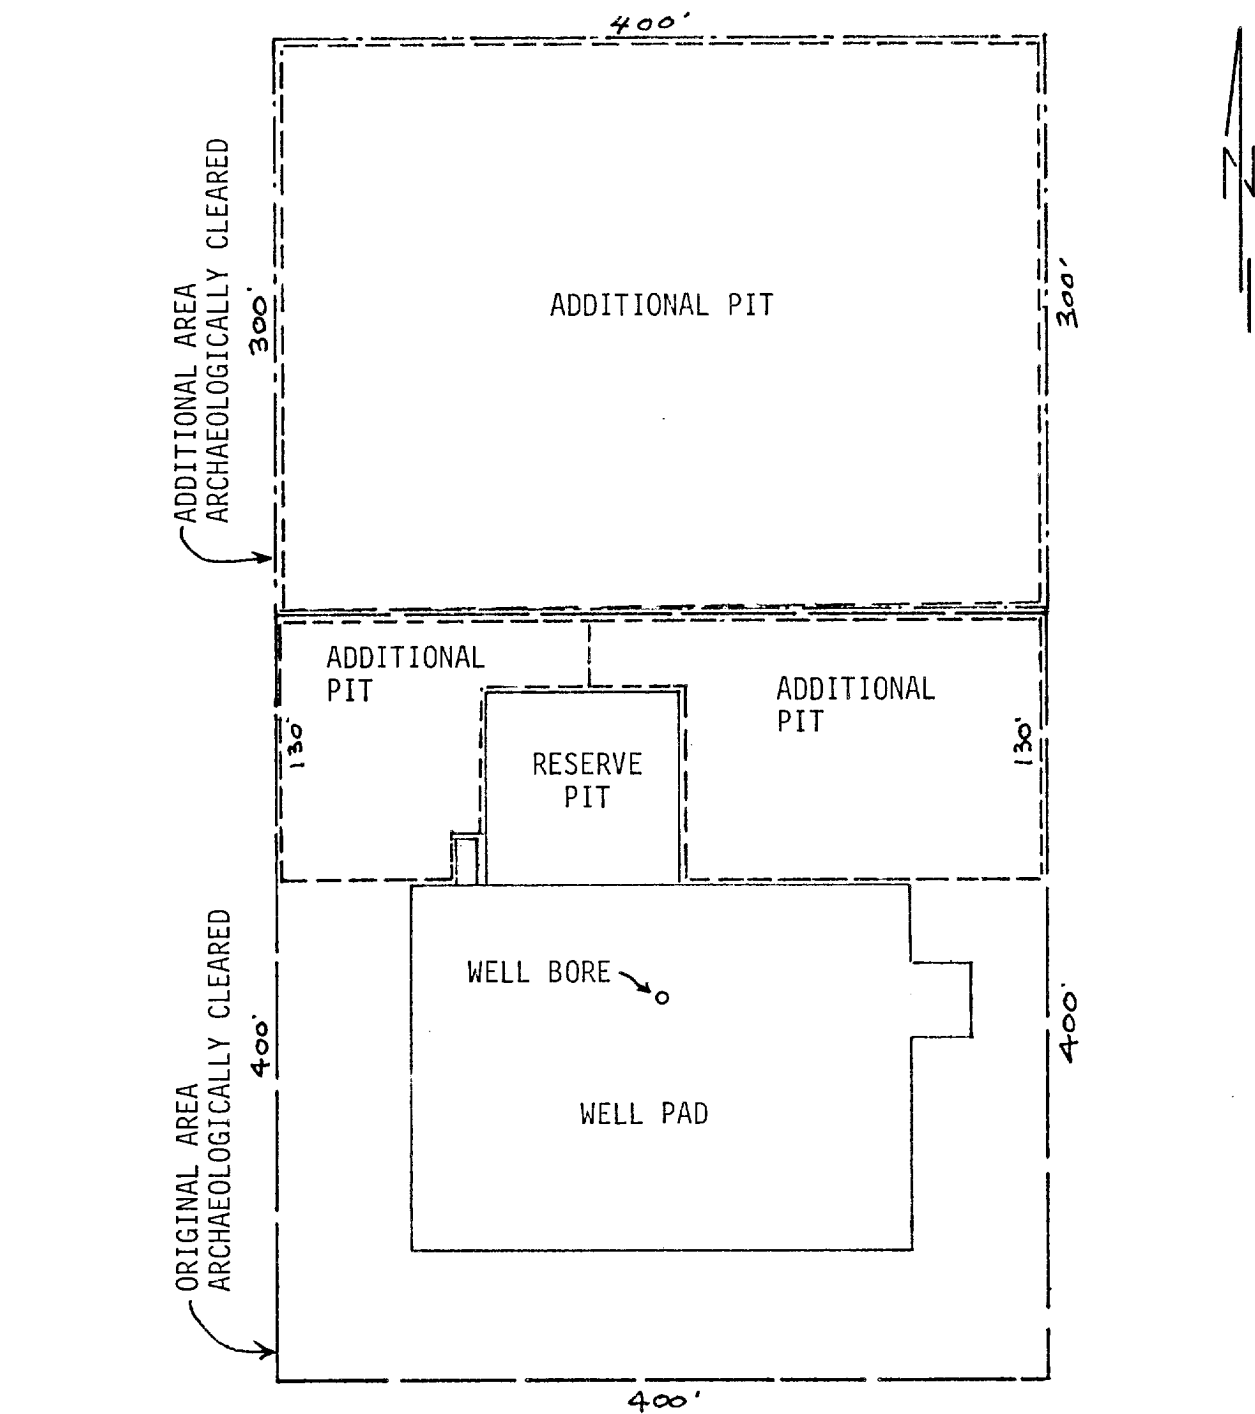 400'
N
ADDITIONAL AREA
ARCHAEOLOGICALLY CLEARED
300'
ADDITIONAL PIT
300'
ADDITIONAL
PIT
ADDITIONAL
PIT
130'
RESERVE
PIT
130'
ORIGINAL AREA
ARCHAEOLOGICALLY CLEARED
400'
WELL BORE
400'
WELL PAD
400'